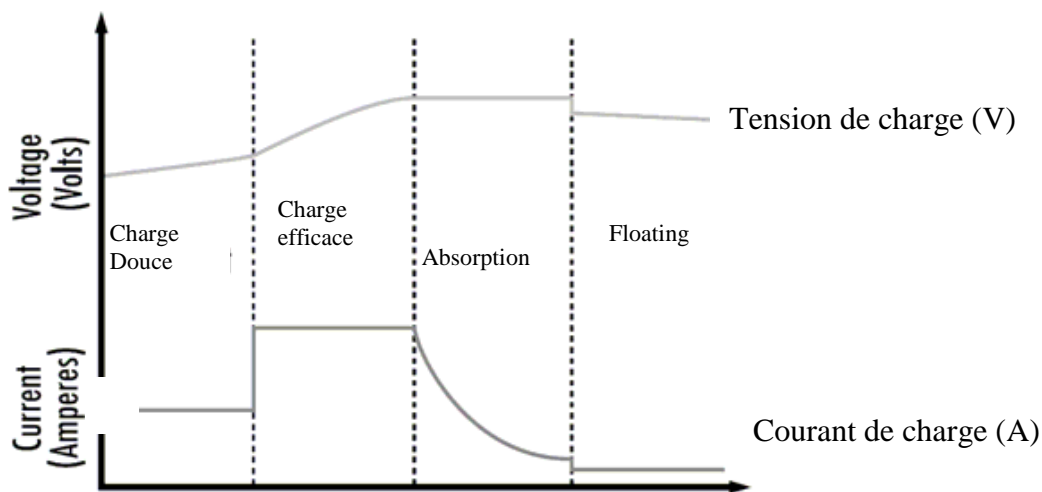 Voltage
(Volts)
Tension de charge (V)
Charge
Douce
Charge
efficace
Absorption
Floating
Current
(Amperes)
Courant de charge (A)